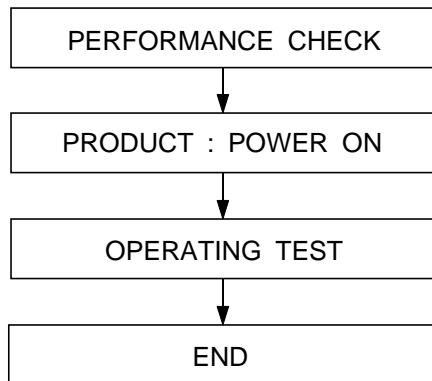 PERFORMANCE CHECK
PRODUCT : POWER ON
OPERATING TEST
END